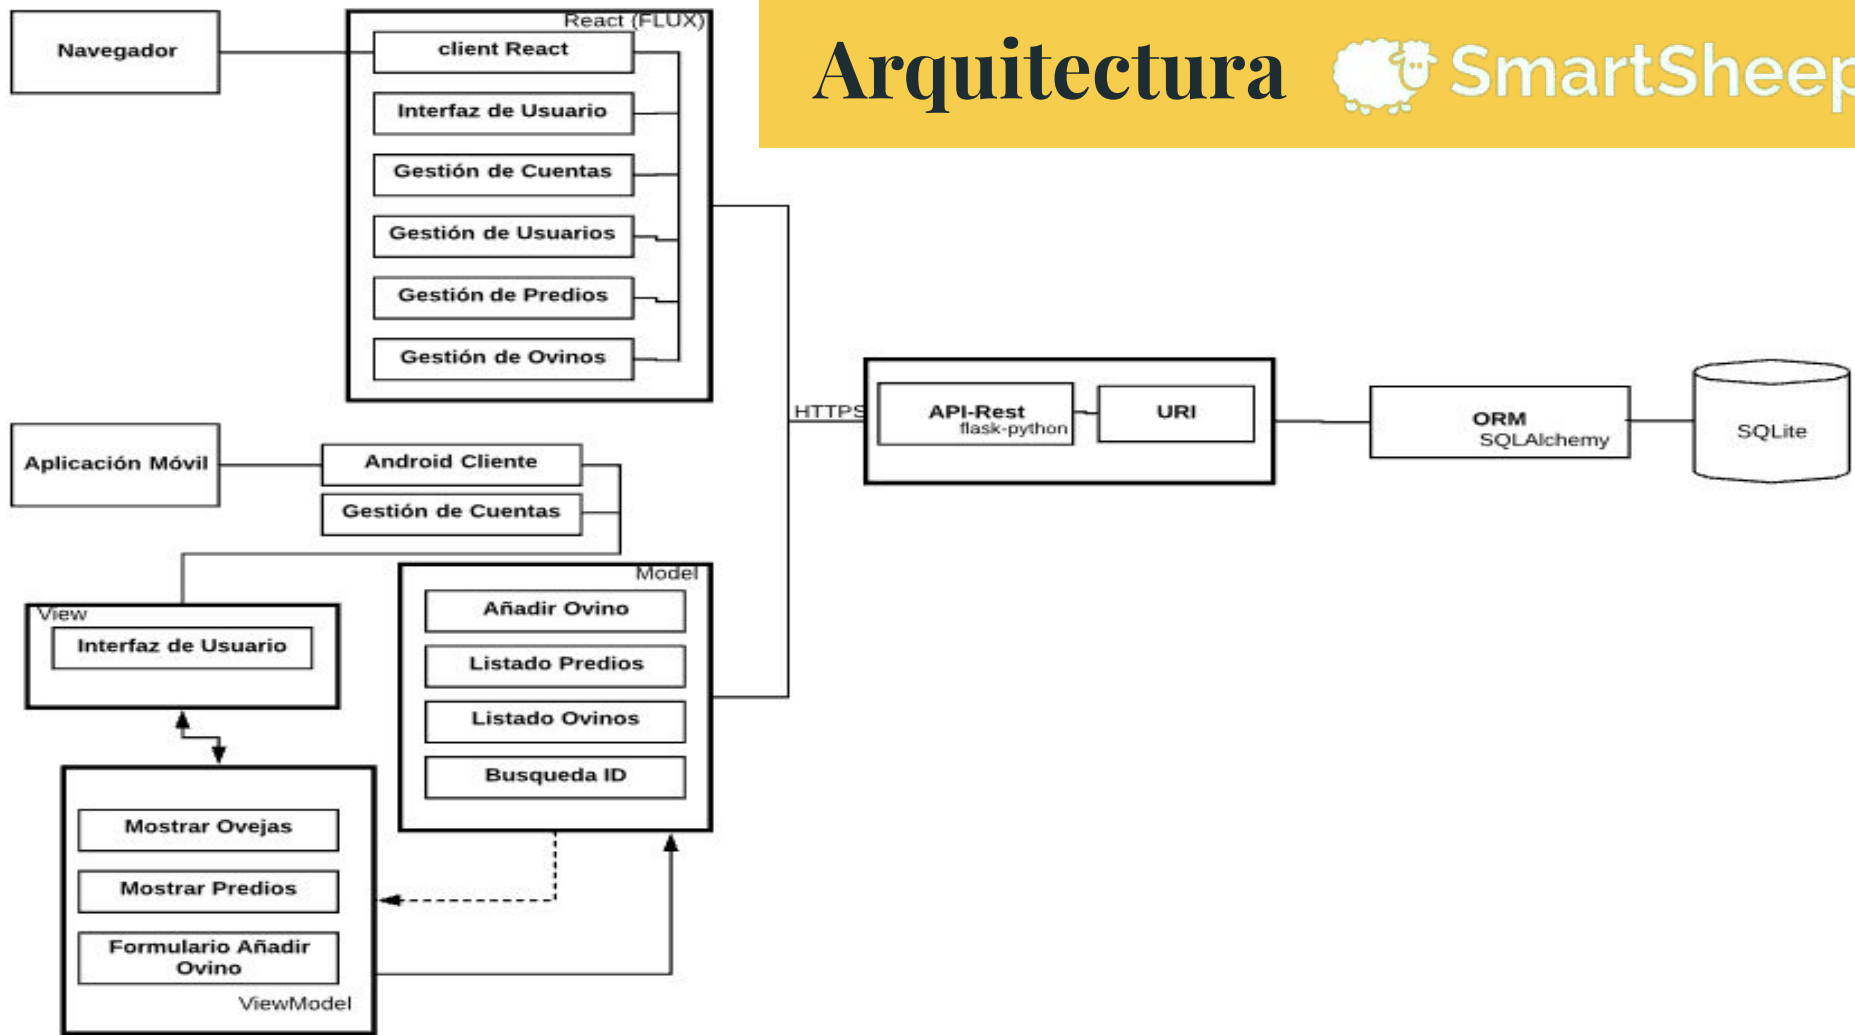 Arquitectura
SmartSheep
Navegador
React (FLUX)
client React
Interfaz de Usuario
Gestión de Cuentas
Gestión de Usuarios
Gestión de Predios
Gestión de Ovinos
Aplicación Móvil
Android Cliente
Gestión de Cuentas
View
Interfaz de Usuario
Model
Añadir Ovino
Listado Predios
Listado Ovinos
Busqueda ID
Mostrar Ovejas
Mostrar Predios
Formulario Añadir
Ovino
ViewModel
HTTPS
API-Rest
flask-python
URI
ORM
SQLAlchemy
SQLite